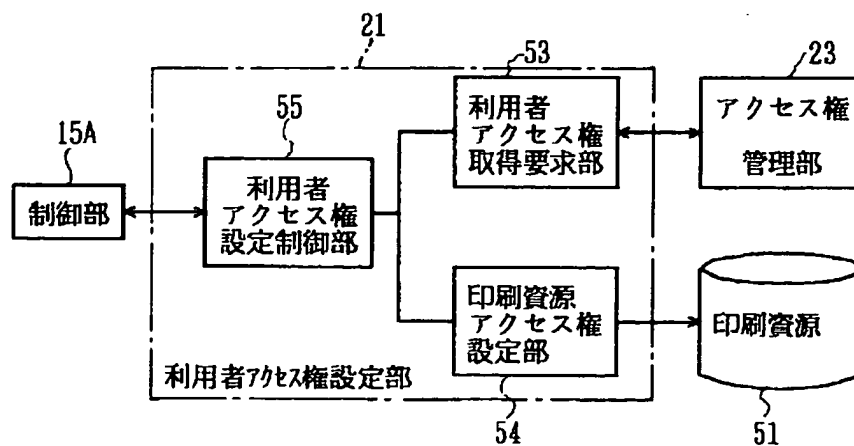 21
53
23
利用者
アクセス権
取得要求部
アクセス権
管理部
55
15A
制御部
利用者
アクセス権
設定制御部
印刷資源
アクセス権
設定部
印刷資源
利用者アクセス権設定部
54
51